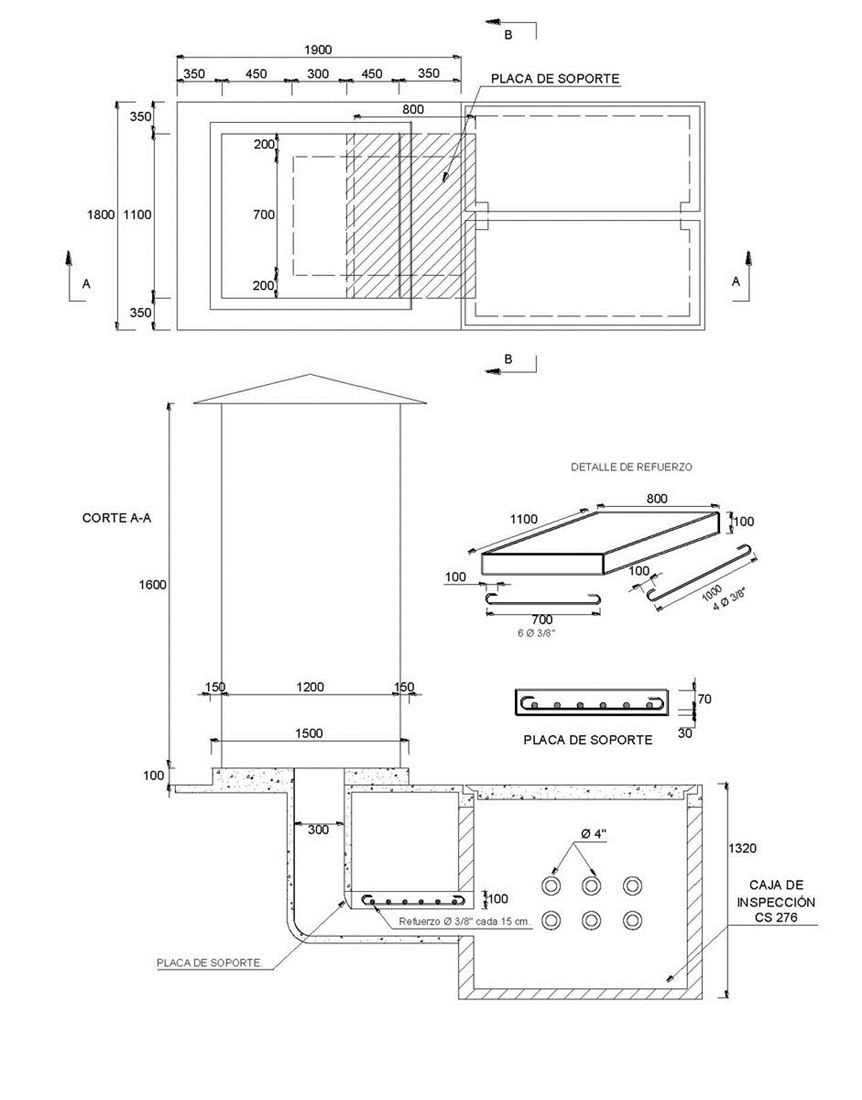 B
1900
350 450 300 450 350
PLACA DE SOPORTE
800
350
200
1800 1100
700
200
350
A
A
B
DETALLE DE REFUERZO
800
1100
100
CORTE A-A
100
100
1000
4 Ø 3/8"
700
6 Ø 3/8"
1600
150 1200 150
70
30
PLACA DE SOPORTE
1500
100
300
Ø 4"
1320
100
CAJA DE
INSPECCIÓN
CS 276
Refuerzo Ø 3/8" cada 15 cm.
PLACA DE SOPORTE.